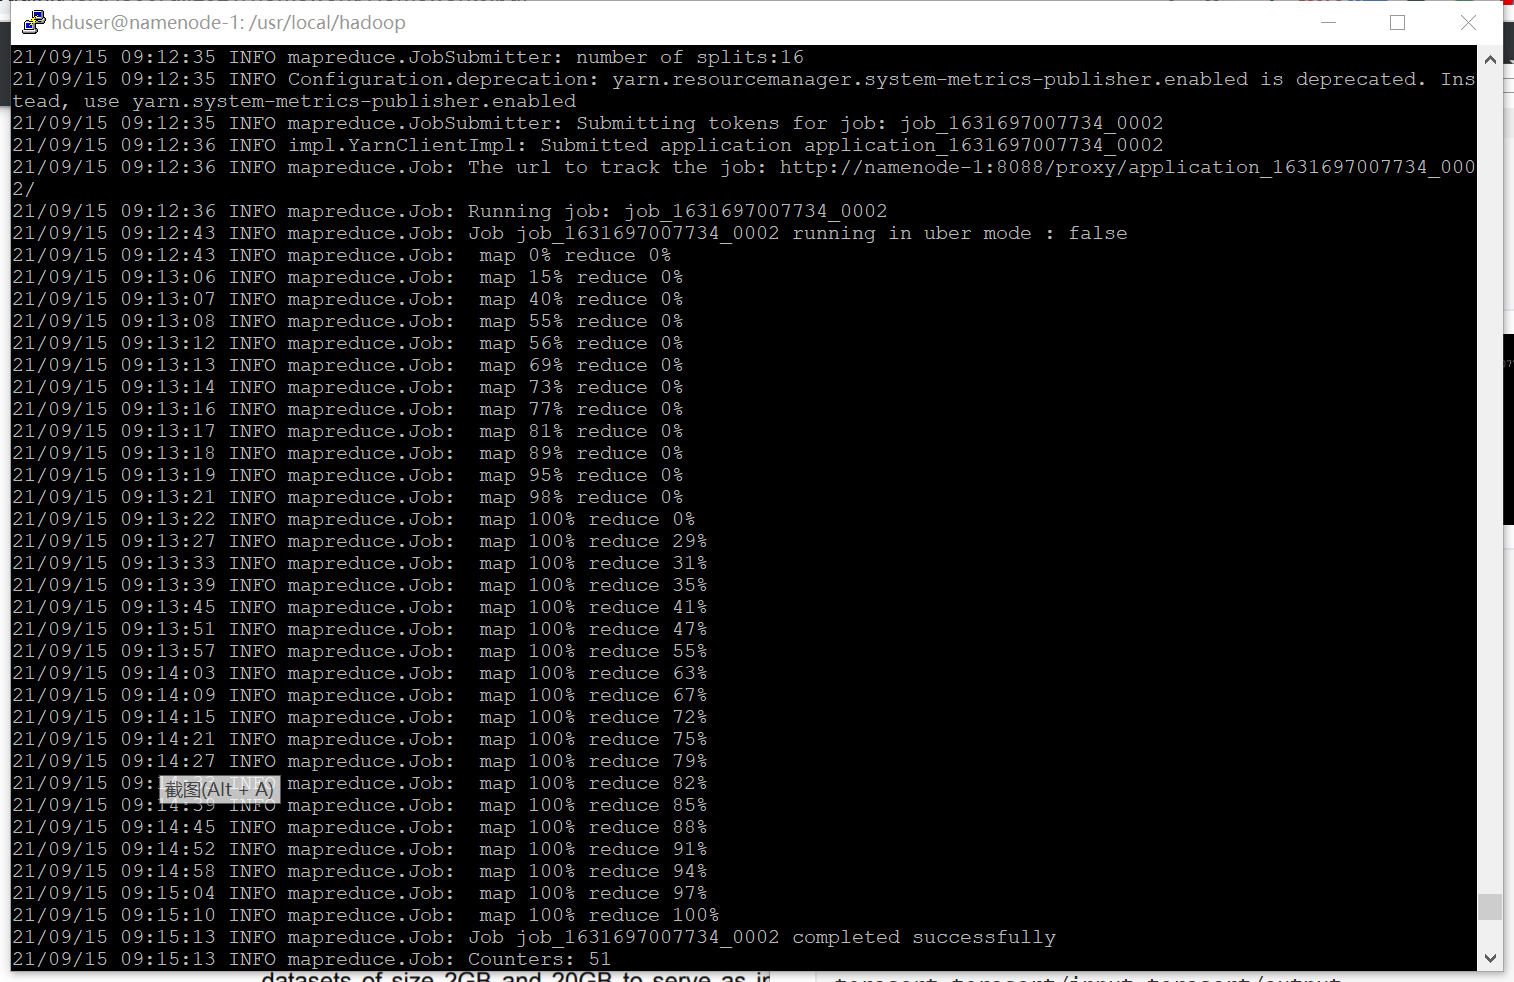 hduser@namenode-1: /usr/local/hadoop
21/09/15 09:12:35 INFO mapreduce.JobSubmitter: number of splits:16
21/09/15 09:12:35 INFO Configuration.deprecation: yarn.resourcemanager.system-metrics-publisher.enabled is deprecated. Ins
tead, use yarn.system-metrics-publisher.enabled
21/09/15 09:12:35 INFO mapreduce.JobSubmitter: Submitting tokens for job: job_1631697007734_0002
21/09/15 09:12:36 INFO impl.YarnClientImpl: Submitted application application_1631697007734_0002
21/09/15 09:12:36 INFO mapreduce.Job: The url to track the job: http://namenode-1:8088/proxy/application_1631697007734_000
2/
21/09/15 09:12:36 INFO mapreduce.Job: Running job: job_1631697007734_0002
21/09/15 09:12:43 INFO mapreduce.Job: Job job_1631697007734_0002 running in uber mode : false
21/09/15 09:12:43 INFO mapreduce.Job:  map 0% reduce 0%
21/09/15 09:13:06 INFO mapreduce.Job:  map 15% reduce 0%
21/09/15 09:13:07 INFO mapreduce.Job:  map 40% reduce 0%
21/09/15 09:13:08 INFO mapreduce.Job:  map 55% reduce 0%
21/09/15 09:13:12 INFO mapreduce.Job:  map 56% reduce 0%
21/09/15 09:13:13 INFO mapreduce.Job:  map 69% reduce 0%
21/09/15 09:13:14 INFO mapreduce.Job:  map 73% reduce 0%
21/09/15 09:13:16 INFO mapreduce.Job:  map 77% reduce 0%
21/09/15 09:13:17 INFO mapreduce.Job:  map 81% reduce 0%
21/09/15 09:13:18 INFO mapreduce.Job:  map 89% reduce 0%
21/09/15 09:13:19 INFO mapreduce.Job:  map 95% reduce 0%
21/09/15 09:13:21 INFO mapreduce.Job:  map 98% reduce 0%
21/09/15 09:13:22 INFO mapreduce.Job:  map 100% reduce 0%
21/09/15 09:13:27 INFO mapreduce.Job:  map 100% reduce 29%
21/09/15 09:13:33 INFO mapreduce.Job:  map 100% reduce 31%
21/09/15 09:13:39 INFO mapreduce.Job:  map 100% reduce 35%
21/09/15 09:13:45 INFO mapreduce.Job:  map 100% reduce 41%
21/09/15 09:13:51 INFO mapreduce.Job:  map 100% reduce 47%
21/09/15 09:13:57 INFO mapreduce.Job:  map 100% reduce 55%
21/09/15 09:14:03 INFO mapreduce.Job:  map 100% reduce 63%
21/09/15 09:14:09 INFO mapreduce.Job:  map 100% reduce 67%
21/09/15 09:14:15 INFO mapreduce.Job:  map 100% reduce 72%
21/09/15 09:14:21 INFO mapreduce.Job:  map 100% reduce 75%
21/09/15 09:14:27 INFO mapreduce.Job:  map 100% reduce 79%
21/09/15 09:14:33 INFO mapreduce.Job:  map 100% reduce 82%
截图(Alt + A)
21/09/15 09:14:39 INFO mapreduce.Job:  map 100% reduce 85%
21/09/15 09:14:45 INFO mapreduce.Job:  map 100% reduce 88%
21/09/15 09:14:52 INFO mapreduce.Job:  map 100% reduce 91%
21/09/15 09:14:58 INFO mapreduce.Job:  map 100% reduce 94%
21/09/15 09:15:04 INFO mapreduce.Job:  map 100% reduce 97%
21/09/15 09:15:10 INFO mapreduce.Job:  map 100% reduce 100%
21/09/15 09:15:13 INFO mapreduce.Job: Job job_1631697007734_0002 completed successfully
21/09/15 09:15:13 INFO mapreduce.Job: Counters: 51
datasets of size 2GB and 20GB to serve as